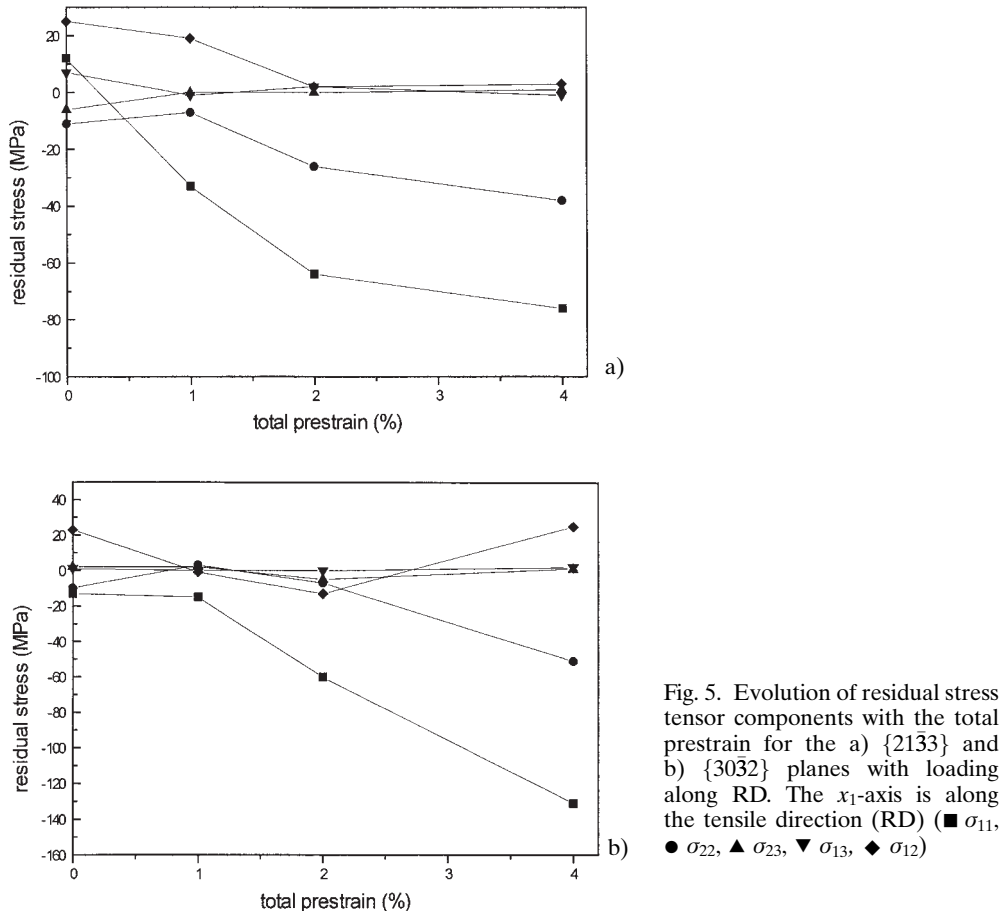 20
0
-20
-40
-60
-80
-100
residual stress (MPa)
0 1 2 3 4
total prestrain (%)
a)
40
20
0
-20
-40
-60
-80
-100
-120
-140
-160
residual stress (MPa)
0 1 2 3 4
total prestrain (%)
b)
Fig. 5. Evolution of residual stress
tensor components with the total
prestrain for the a) {21̄33} and
b) {303̄2} planes with loading
along RD. The x₁-axis is along
the tensile direction (RD) (■ σ₁₁,
● σ₂₂, ▲ σ₂₃, ▼ σ₁₃, ◆ σ₁₂)